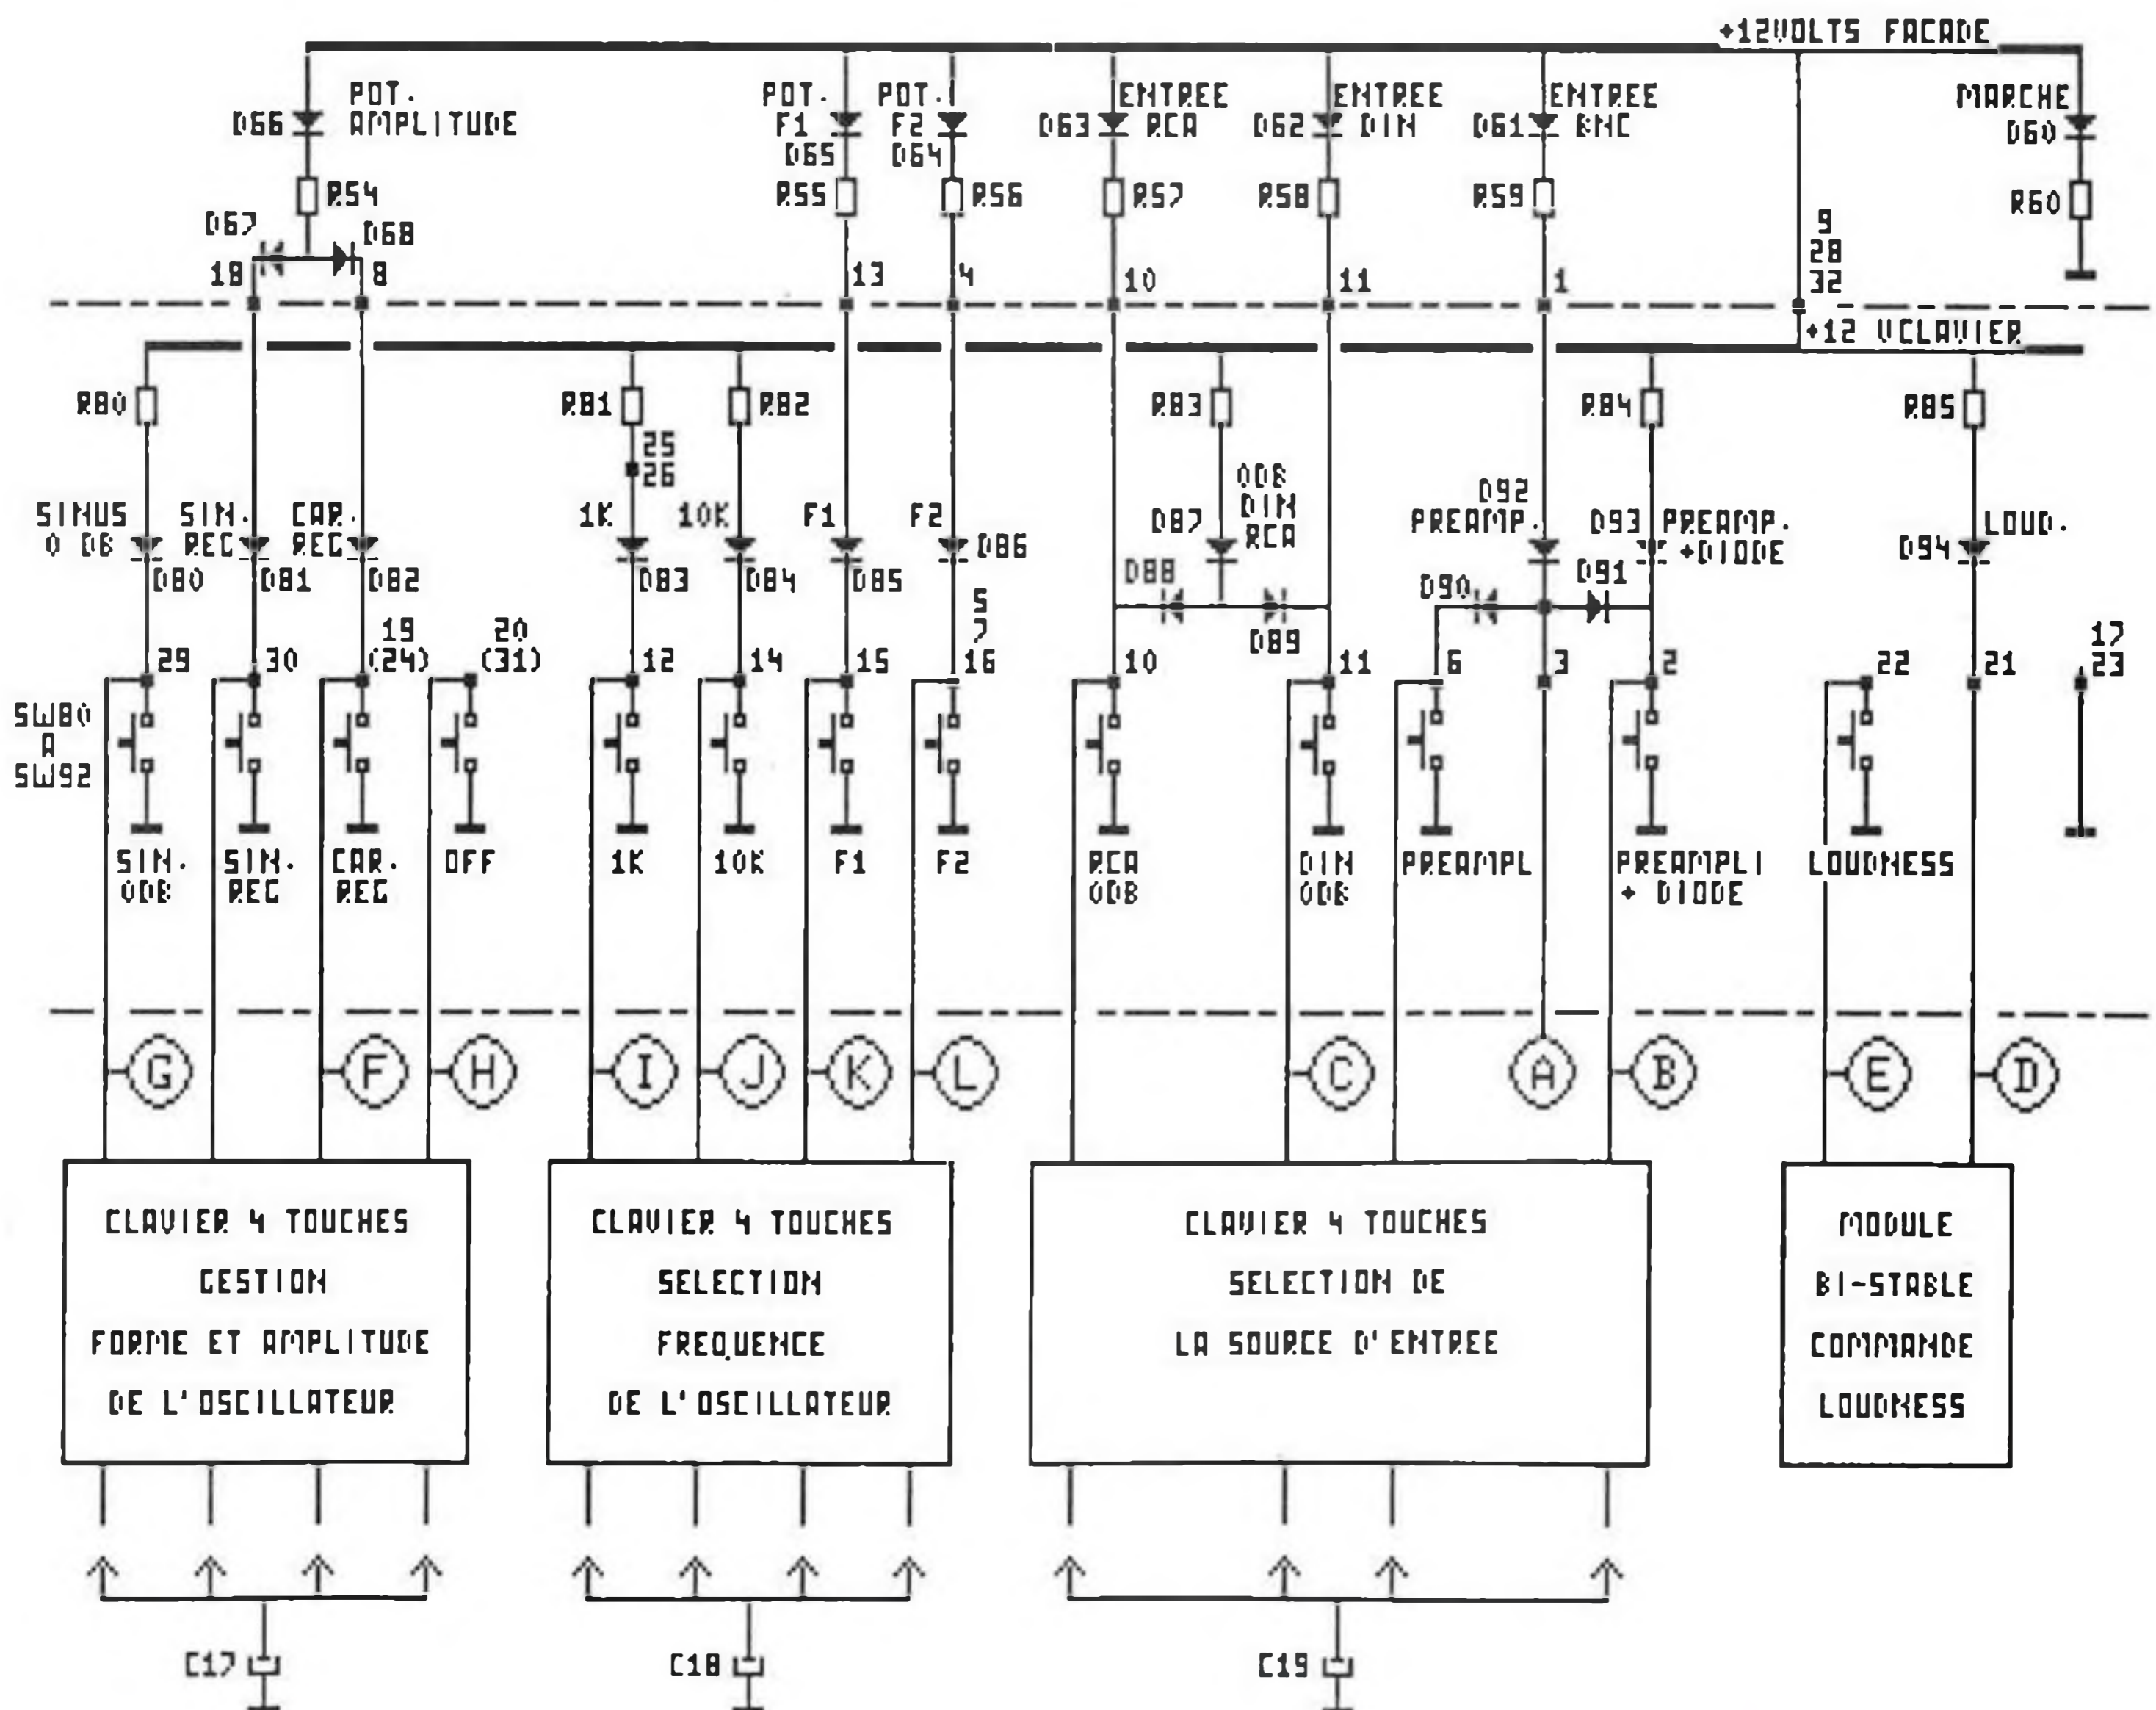 +12VOLTS FACADE
POT. AMPLITUDE
D66
POT. F1
D65
POT. F2
D64
ENTREE RCA
D63
ENTREE DIN
D62
ENTREE BNC
D61
MARCHE
D60
R54
R55
R56
R57
R58
R59
R60
D67
D68
9
28
32
18
8
13
4
10
11
1
+12 VCLAVIER
R80
R81
R82
R83
R84
R85
25
26
SINUS 0 DB
D80
SIN. REG
D81
CAR. REG
D82
1K
D83
10K
D84
F1
D85
F2
D86
D87
0DB DIN RCA
D88
D89
D92
PREAMP.
D90
D91
D93
PREAMP. +DIODE
LOUD.
D94
29
30
19
(24)
20
(31)
12
14
15
5
7
16
10
11
6
3
2
22
21
17
23
SW80
A
SW92
SIN. 0DB
SIN. REG
CAR. REG
OFF
1K
10K
F1
F2
RCA 0DB
DIN 0DB
PREAMPL
PREAMPLI + DIODE
LOUDNESS
G
F
H
I
J
K
L
C
A
B
E
D
CLAVIER 4 TOUCHES
GESTION
FORME ET AMPLITUDE
DE L'OSCILLATEUR
CLAVIER 4 TOUCHES
SELECTION
FREQUENCE
DE L'OSCILLATEUR
CLAVIER 4 TOUCHES
SELECTION DE
LA SOURCE D'ENTREE
MODULE
BI-STABLE
COMMANDE
LOUDNESS
C17
C18
C19